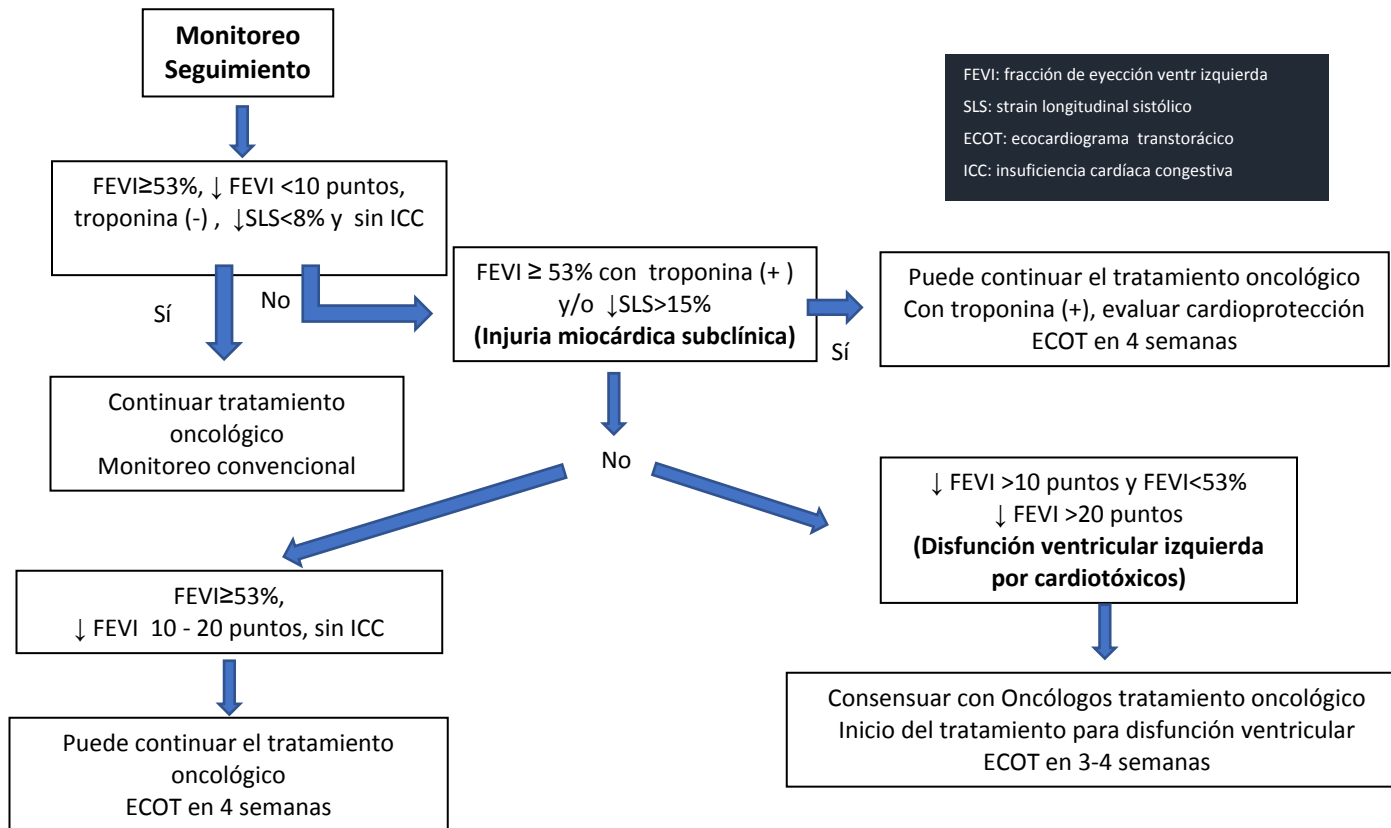 Monitoreo
Seguimiento
FEVI: fracción de eyección ventr izquierda
SLS: strain longitudinal sistólico
ECOT: ecocardiograma transtorácico
ICC: insuficiencia cardíaca congestiva
FEVI≥53%, ↓ FEVI <10 puntos,
troponina (-) , ↓SLS<8% y sin ICC
Sí
No
FEVI ≥ 53% con troponina (+ )
y/o ↓SLS>15%
(Injuria miocárdica subclínica)
Sí
Puede continuar el tratamiento oncológico
Con troponina (+), evaluar cardioprotección
ECOT en 4 semanas
Continuar tratamiento
oncológico
Monitoreo convencional
No
↓ FEVI >10 puntos y FEVI<53%
↓ FEVI >20 puntos
(Disfunción ventricular izquierda
por cardiotóxicos)
FEVI≥53%,
↓ FEVI 10 - 20 puntos, sin ICC
Consensuar con Oncólogos tratamiento oncológico
Inicio del tratamiento para disfunción ventricular
ECOT en 3-4 semanas
Puede continuar el tratamiento
oncológico
ECOT en 4 semanas